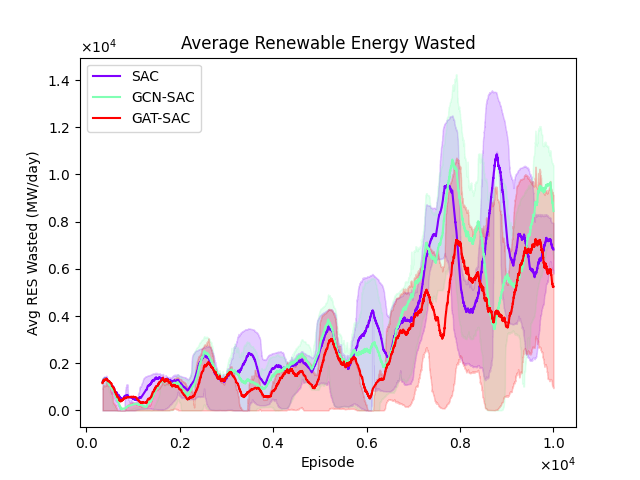 Average Renewable Energy Wasted
×10⁴
SAC
GCN-SAC
GAT-SAC
1.4
1.2
1.0
0.8
0.6
0.4
0.2
0.0
Avg RES Wasted (MW/day)
0.0 0.2 0.4 0.6 0.8 1.0
Episode
×10⁴